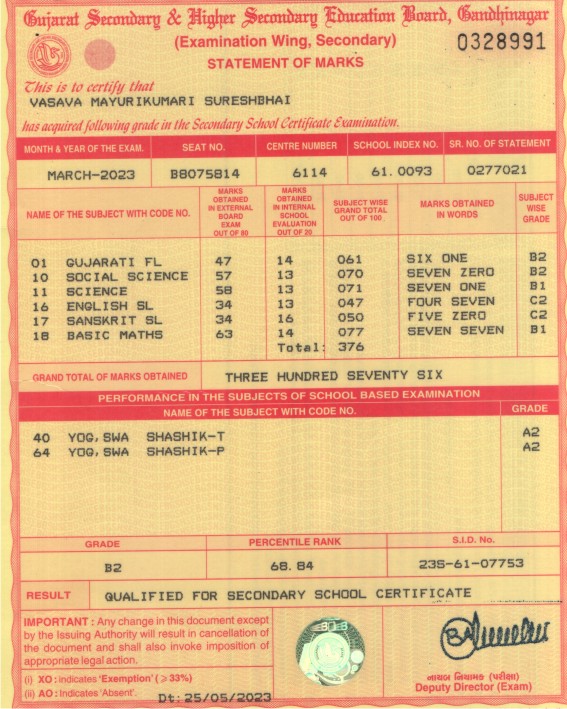 Gujarat Secondary & Higher Secondary Education Board, Gandhinagar
(Examination Wing, Secondary)
0328991
STATEMENT OF MARKS
This is to certify that
VASAVA MAYURIKUMARI SURESHBHAI
has acquired following grade in the Secondary School Certificate Examination.
MONTH & YEAR OF THE EXAM. SEAT NO. CENTRE NUMBER SCHOOL INDEX NO. SR. NO. OF STATEMENT
MARCH-2023 B8075814 6114 61.0093 0277021
NAME OF THE SUBJECT WITH CODE NO. MARKS OBTAINED IN EXTERNAL BOARD EXAM OUT OF 80 MARKS OBTAINED IN INTERNAL SCHOOL EVALUATION OUT OF 20 SUBJECT WISE GRAND TOTAL OUT OF 100 MARKS OBTAINED IN WORDS SUBJECT WISE GRADE
01 GUJARATI FL 47 14 061 SIX ONE B2
10 SOCIAL SCIENCE 57 13 070 SEVEN ZERO B2
11 SCIENCE 58 13 071 SEVEN ONE B1
16 ENGLISH SL 34 13 047 FOUR SEVEN C2
17 SANSKRIT SL 34 16 050 FIVE ZERO C2
18 BASIC MATHS 63 14 077 SEVEN SEVEN B1
Total: 376
GRAND TOTAL OF MARKS OBTAINED THREE HUNDRED SEVENTY SIX
PERFORMANCE IN THE SUBJECTS OF SCHOOL BASED EXAMINATION
NAME OF THE SUBJECT WITH CODE NO. GRADE
40 YOG,SWA SHASHIK-T A2
64 YOG,SWA SHASHIK-P A2
GRADE PERCENTILE RANK S.I.D. No.
B2 68.84 23S-61-07753
RESULT QUALIFIED FOR SECONDARY SCHOOL CERTIFICATE
IMPORTANT : Any change in this document except
by the Issuing Authority will result in cancellation of
the document and shall also invoke imposition of
appropriate legal action.
(i) XO : indicates 'Exemption' (≥ 33%)
(ii) AO : Indicates 'Absent'. Dt: 25/05/2023
નાયબ નિયામક (પરીક્ષા)
Deputy Director (Exam)